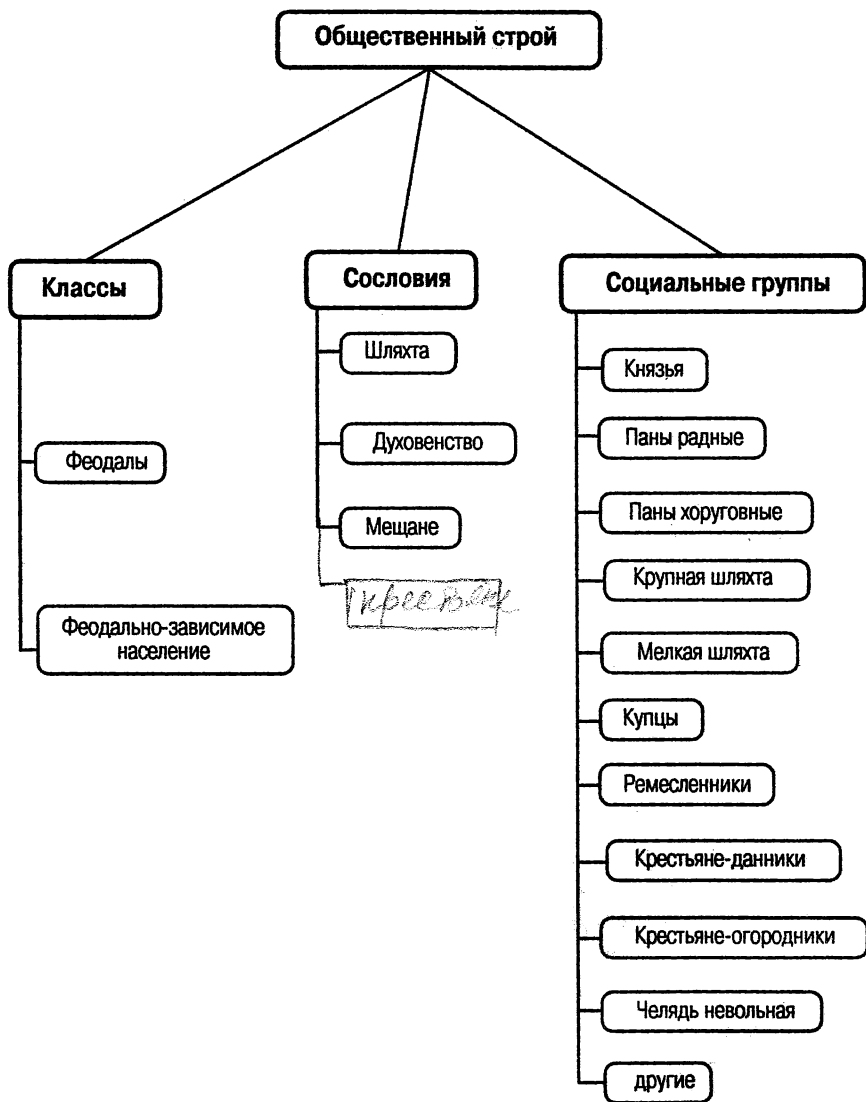 Общественный строй
Классы
Феодалы
Феодально-зависимое
население
Сословия
Шляхта
Духовенство
Мещане
крестьяне
Социальные группы
Князья
Паны радные
Паны хоруговные
Крупная шляхта
Мелкая шляхта
Купцы
Ремесленники
Крестьяне-данники
Крестьяне-огородники
Челядь невольная
другие